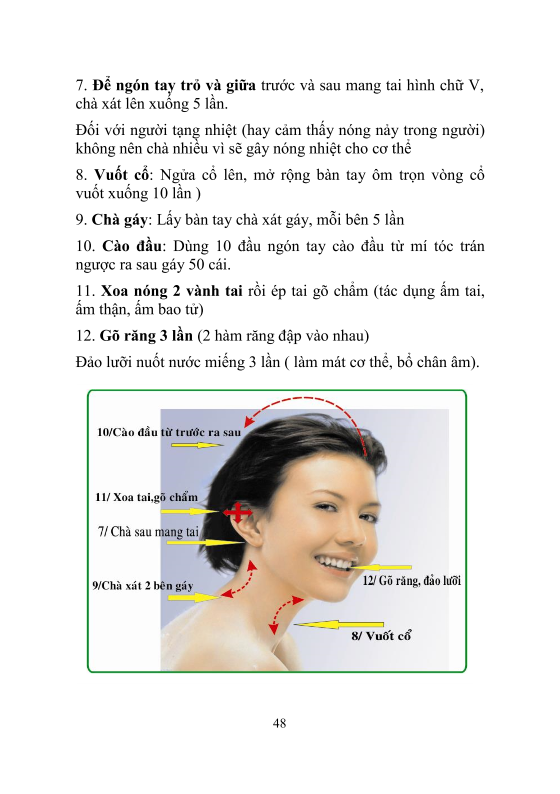 7. Để ngón tay trỏ và giữa trước và sau mang tai hình chữ V,
chà xát lên xuống 5 lần.
Đối với người tạng nhiệt (hay cảm thấy nóng nảy trong người)
không nên chà nhiều vì sẽ gây nóng nhiệt cho cơ thể
8. Vuốt cổ: Ngửa cổ lên, mở rộng bàn tay ôm trọn vòng cổ
vuốt xuống 10 lần )
9. Chà gáy: Lấy bàn tay chà xát gáy, mỗi bên 5 lần
10. Cào đầu: Dùng 10 đầu ngón tay cào đầu từ mí tóc trán
ngược ra sau gáy 50 cái.
11. Xoa nóng 2 vành tai rồi ép tai gõ chẩm (tác dụng ấm tai,
ấm thận, ấm bao tử)
12. Gõ răng 3 lần (2 hàm răng đập vào nhau)
Đảo lưỡi nuốt nước miếng 3 lần ( làm mát cơ thể, bổ chân âm).
10/Cào đầu từ trước ra sau
11/ Xoa tai,gõ chẩm
7/ Chà sau mang tai
12/ Gõ răng, đảo lưỡi
9/Chà xát 2 bên gáy
8/ Vuốt cổ
48